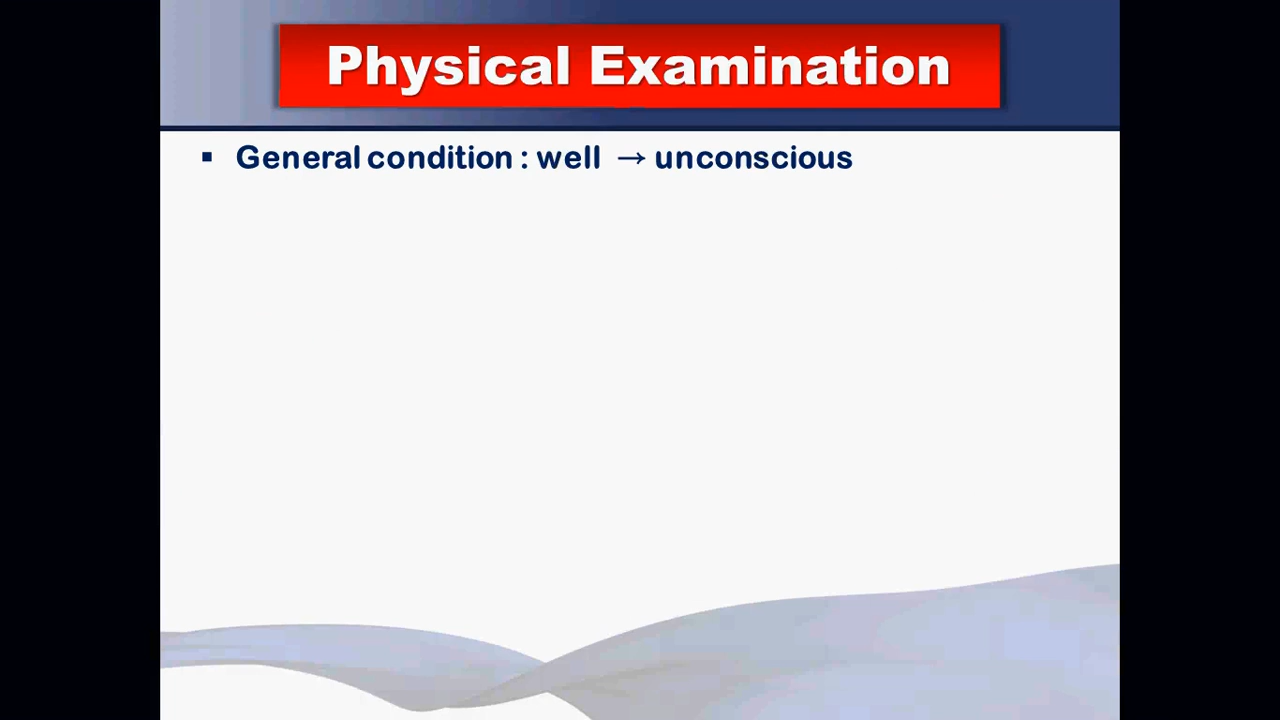 Physical Examination
▪ General condition : well → unconscious